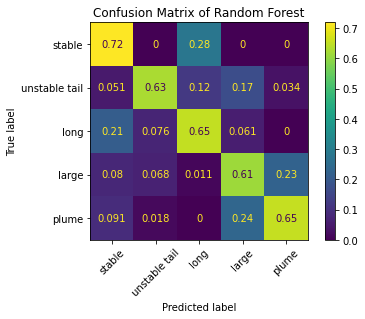 Confusion Matrix of Random Forest
True label
stable 0.72 0 0.28 0 0
unstable tail 0.051 0.63 0.12 0.17 0.034
long 0.21 0.076 0.65 0.061 0
large 0.08 0.068 0.011 0.61 0.23
plume 0.091 0.018 0 0.24 0.65
stable unstable tail long large plume
Predicted label
0.7
0.6
0.5
0.4
0.3
0.2
0.1
0.0